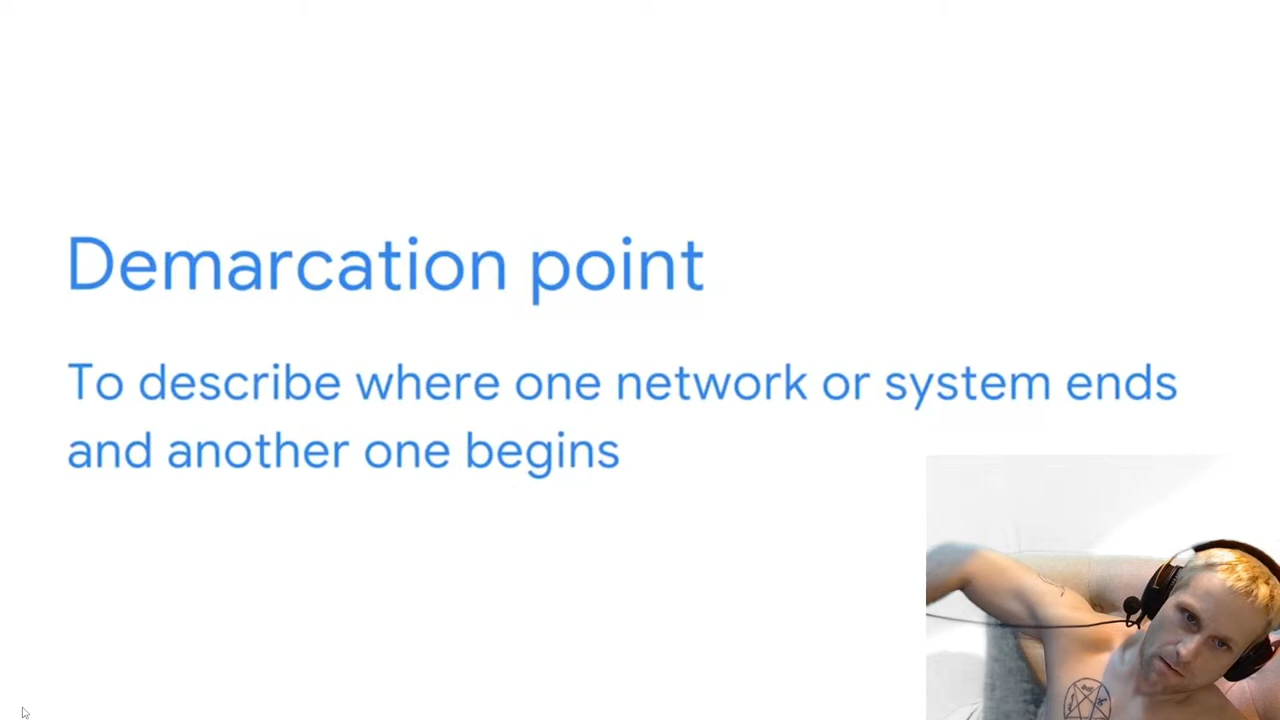 Demarcation point
To describe where one network or system ends
and another one begins